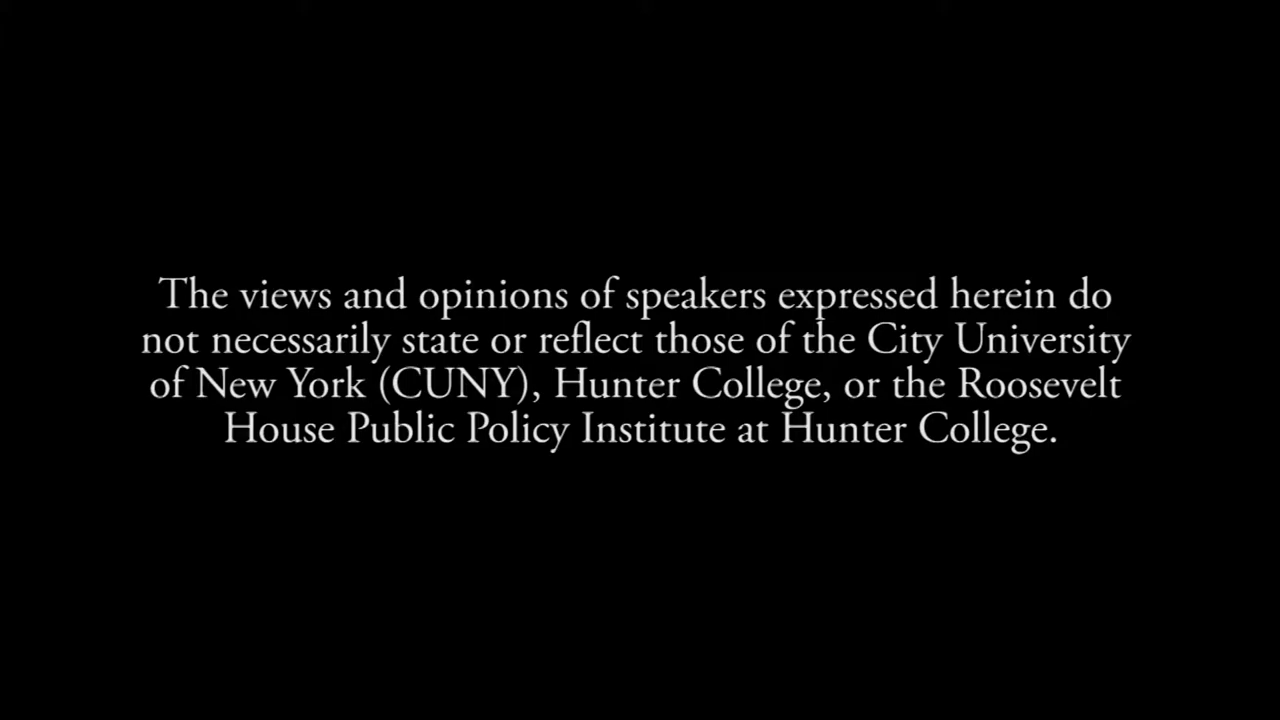 The views and opinions of speakers expressed herein do
not necessarily state or reflect those of the City University
of New York (CUNY), Hunter College, or the Roosevelt
House Public Policy Institute at Hunter College.